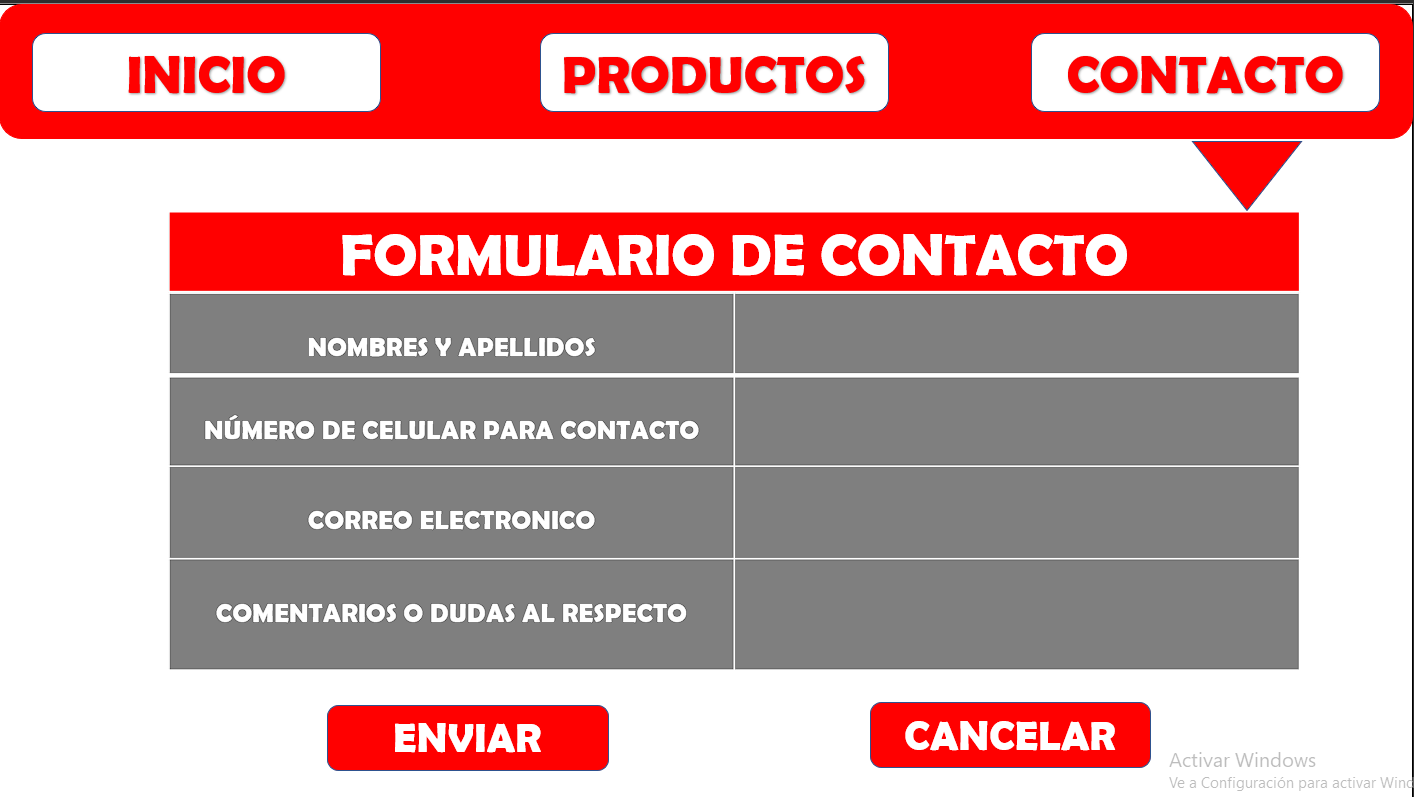 INICIO PRODUCTOS CONTACTO
FORMULARIO DE CONTACTO
NOMBRES Y APELLIDOS
NÚMERO DE CELULAR PARA CONTACTO
CORREO ELECTRONICO
COMENTARIOS O DUDAS AL RESPECTO
ENVIAR CANCELAR
Activar Windows
Ve a Configuración para activar Wind